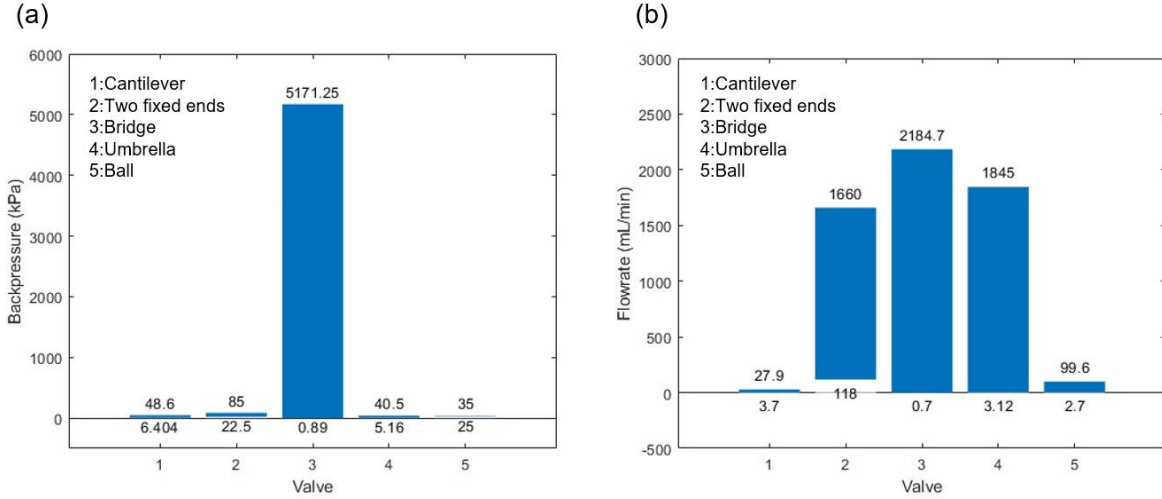 (a)
6000
5000
4000
3000
2000
1000
0
Backpressure (kPa)
1:Cantilever
2:Two fixed ends
3:Bridge
4:Umbrella
5:Ball
48.6
85
5171.25
40.5
35
6.404
22.5
0.89
5.16
25
1 2 3 4 5
Valve
(b)
3000
2500
2000
1500
1000
500
0
-500
Flowrate (mL/min)
1:Cantilever
2:Two fixed ends
3:Bridge
4:Umbrella
5:Ball
27.9
1660
2184.7
1845
99.6
3.7
118
0.7
3.12
2.7
1 2 3 4 5
Valve